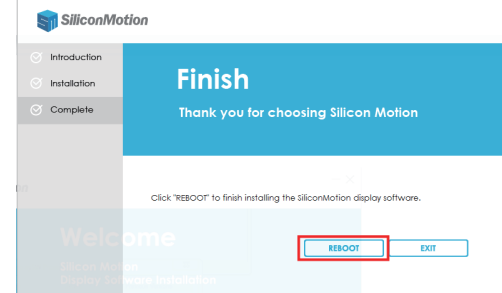 SiliconMotion
Introduction
Installation
Complete
Finish
Thank you for choosing Silicon Motion
Click "REBOOT" to finish installing the SiliconMotion display software.
Welcome
Silicon Motion
Display Software Installation
REBOOT
EXIT